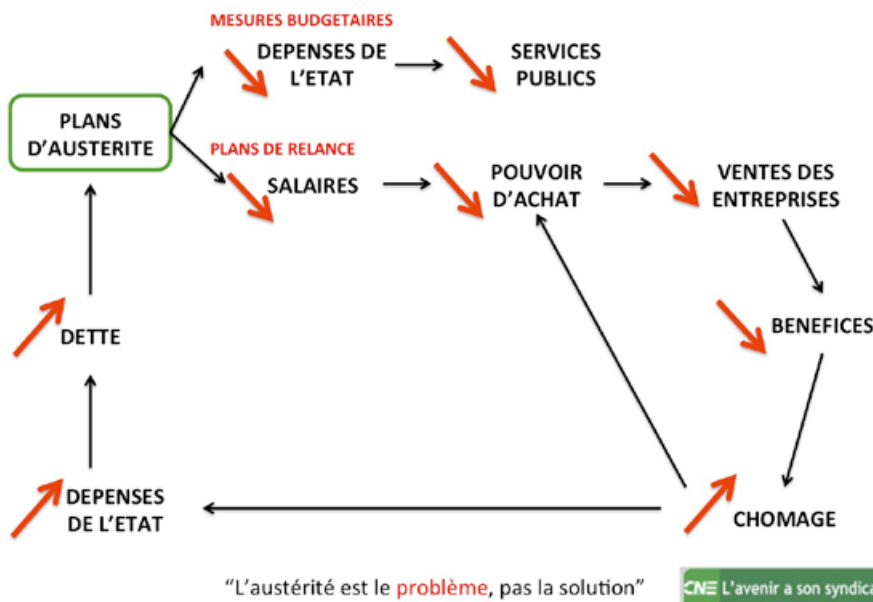 MESURES BUDGETAIRES
DEPENSES DE
L'ETAT
SERVICES
PUBLICS
PLANS
D'AUSTERITE
PLANS DE RELANCE
SALAIRES
POUVOIR
D'ACHAT
VENTES DES
ENTREPRISES
DETTE
BENEFICES
DEPENSES
DE L'ETAT
CHOMAGE
“L'austérité est le problème, pas la solution”
CNE L'avenir a son syndica